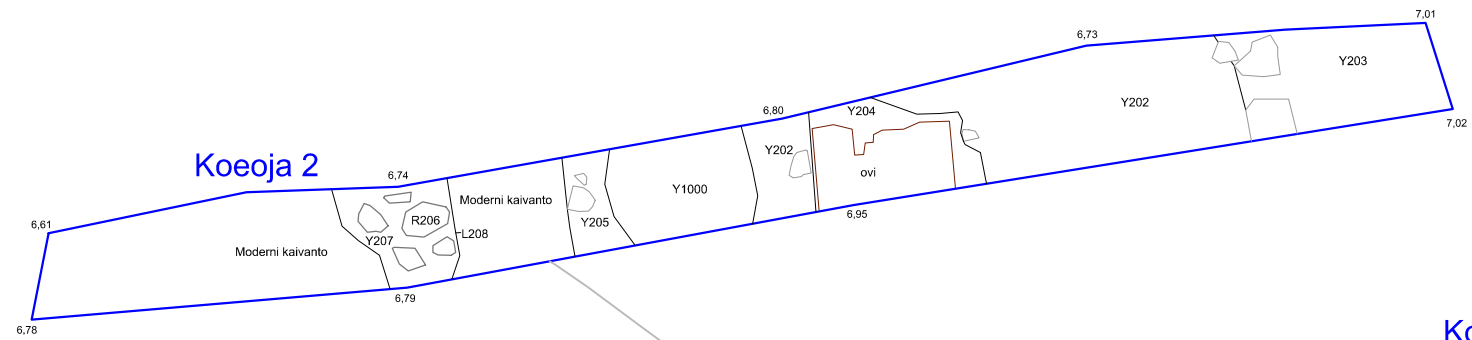 7,01
6,73
Y203
Y202
6,80
Y204
7,02
Koeoja 2
6,74
Y202
ovi
Y1000
Moderni kaivanto
R206
Y205
6,95
6,61
L208
Y207
Moderni kaivanto
6,79
6,78
Ko